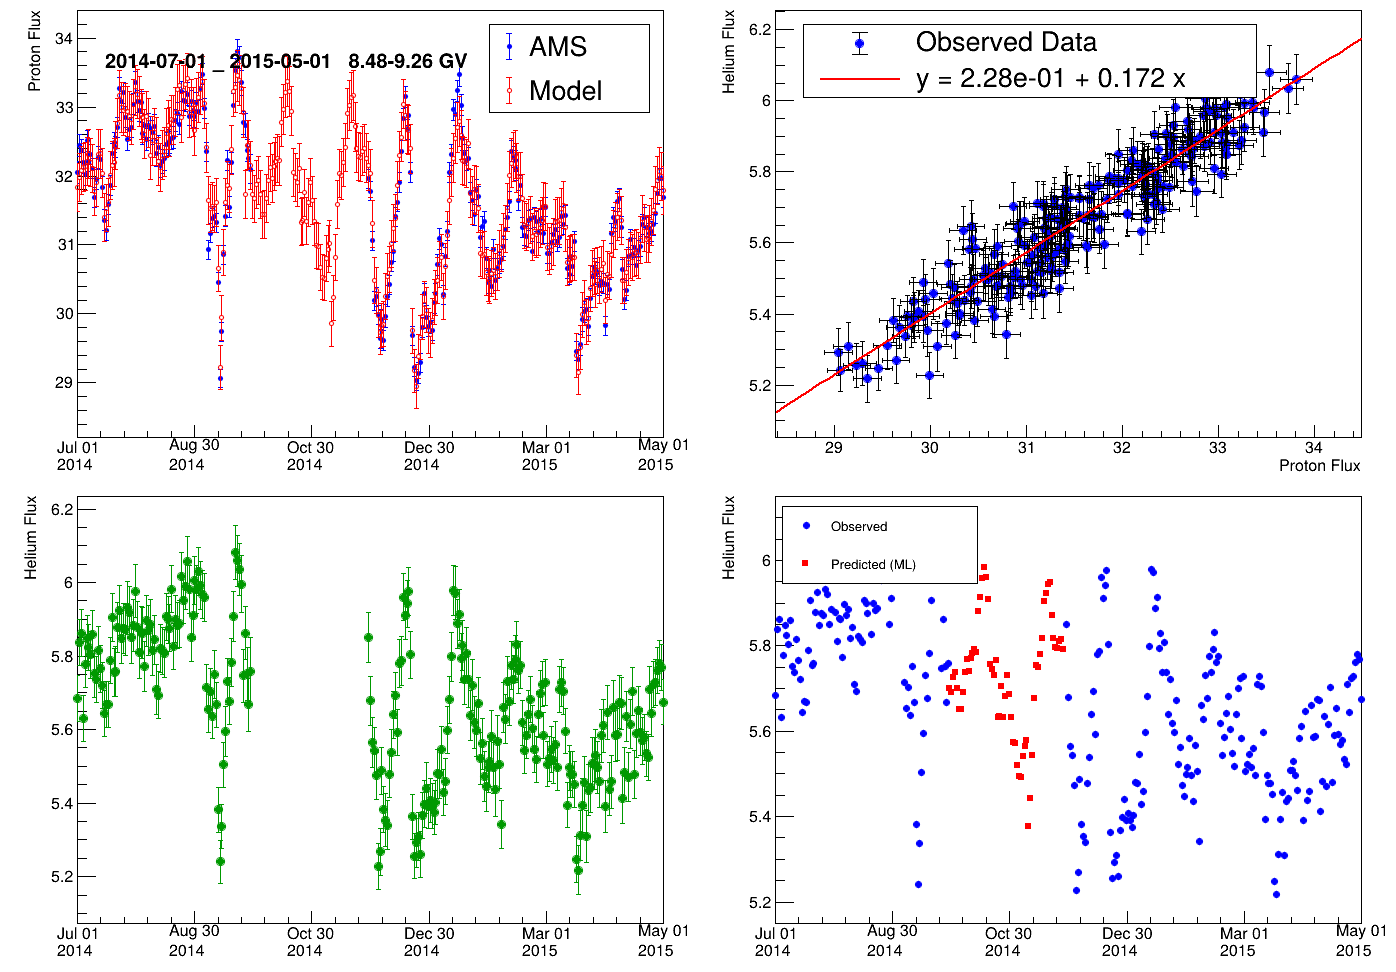 Proton Flux
34
33
32
31
30
29
2014-07-01 _ 2015-05-01 8.48-9.26 GV
AMS
Model
Jul 01
2014
Aug 30
2014
Oct 30
2014
Dec 30
2014
Mar 01
2015
May 01
2015
Helium Flux
6.2
6
5.8
5.6
5.4
5.2
Observed Data
y = 2.28e-01 + 0.172 x
29
30
31
32
33
34
Proton Flux
Helium Flux
6.2
6
5.8
5.6
5.4
5.2
Jul 01
2014
Aug 30
2014
Oct 30
2014
Dec 30
2014
Mar 01
2015
May 01
2015
Helium Flux
6
5.8
5.6
5.4
5.2
Observed
Predicted (ML)
Jul 01
2014
Aug 30
2014
Oct 30
2014
Dec 30
2014
Mar 01
2015
May 01
2015